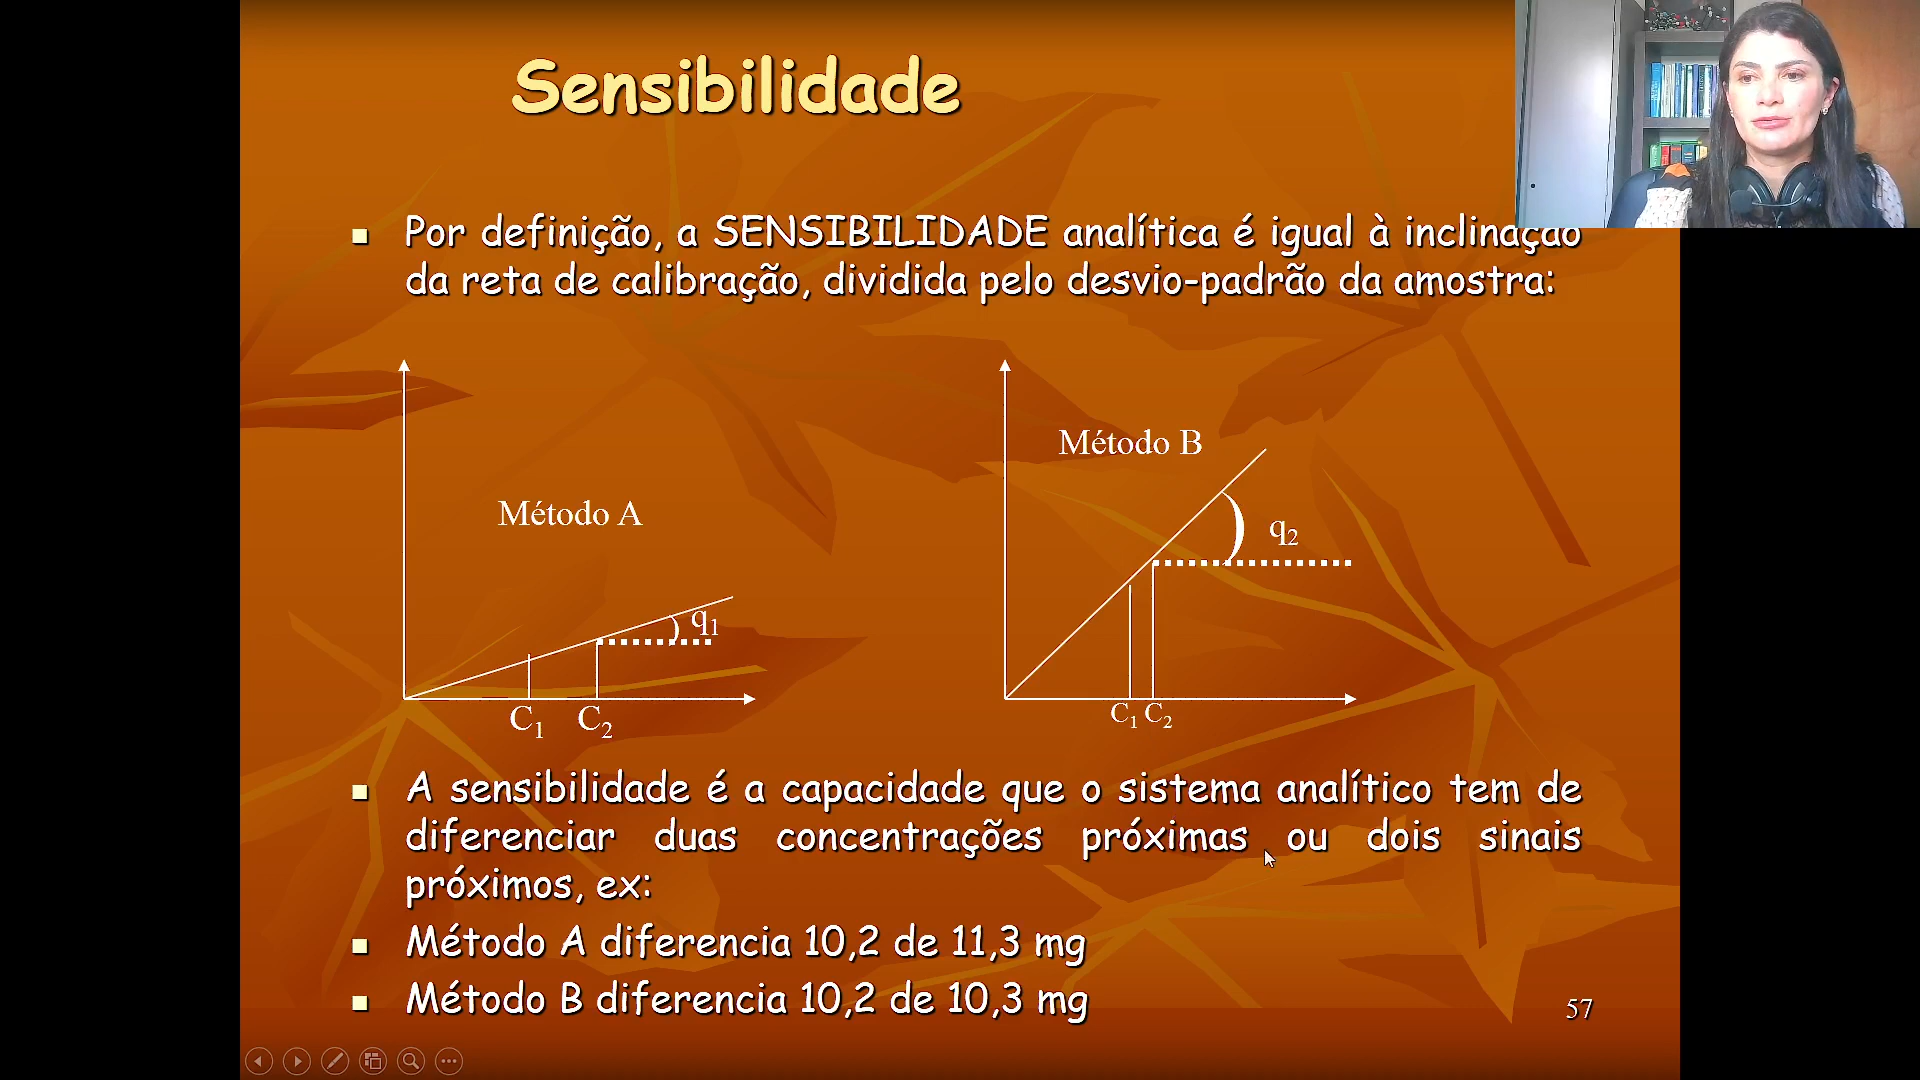 Sensibilidade
Por definição, a SENSIBILIDADE analítica é igual à inclinação
da reta de calibração, dividida pelo desvio-padrão da amostra:
Método A
q1
C1 C2
Método B
q2
C1 C2
A sensibilidade é a capacidade que o sistema analítico tem de
diferenciar duas concentrações próximas ou dois sinais
próximos, ex:
Método A diferencia 10,2 de 11,3 mg
Método B diferencia 10,2 de 10,3 mg
57